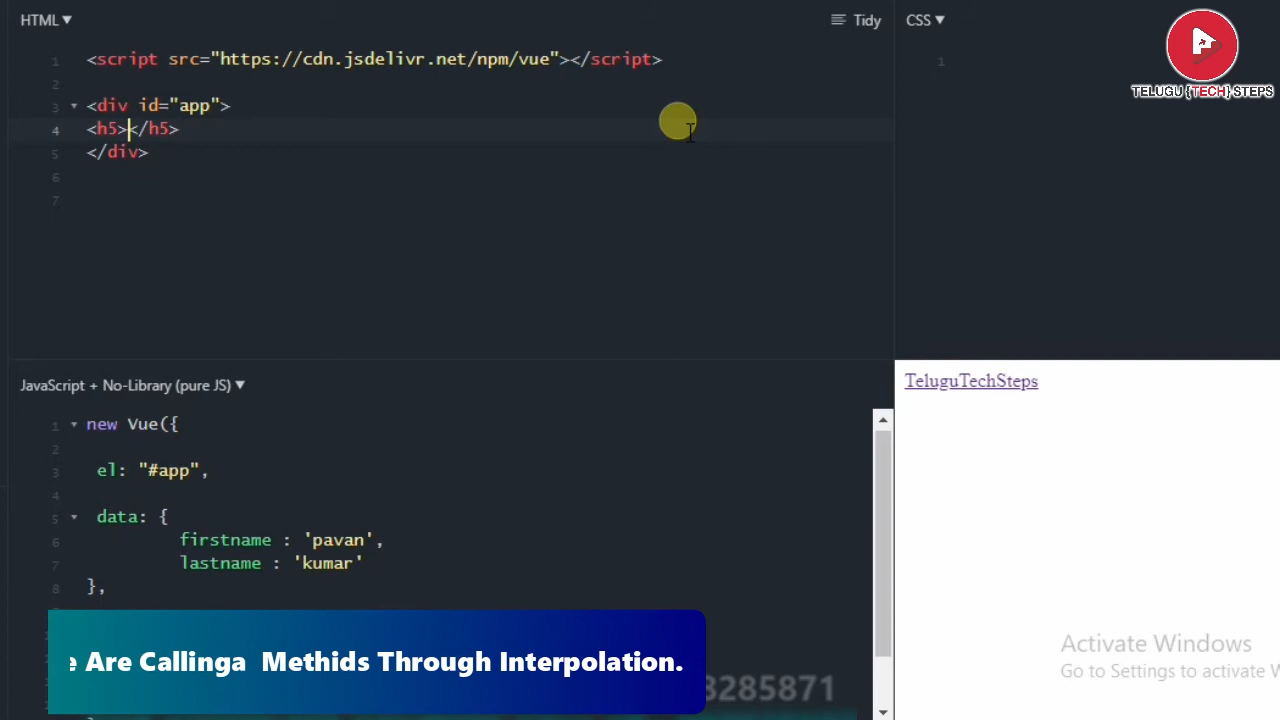 HTML▼
Tidy
CSS▼
TELUGU {TECH} STEPS
1 <script src="https://cdn.jsdelivr.net/npm/vue"></script>
2
3 <div id="app">
4 <h5></h5>
5 </div>
6
7
1
JavaScript + No-Library (pure JS)▼
1 new Vue({
2
3 el: "#app",
4
5 data: {
6 firstname : 'pavan',
7 lastname : 'kumar'
8 },
e Are Callinga Methids Through Interpolation.
8285871
TeluguTechSteps
Activate Windows
Go to Settings to activate W